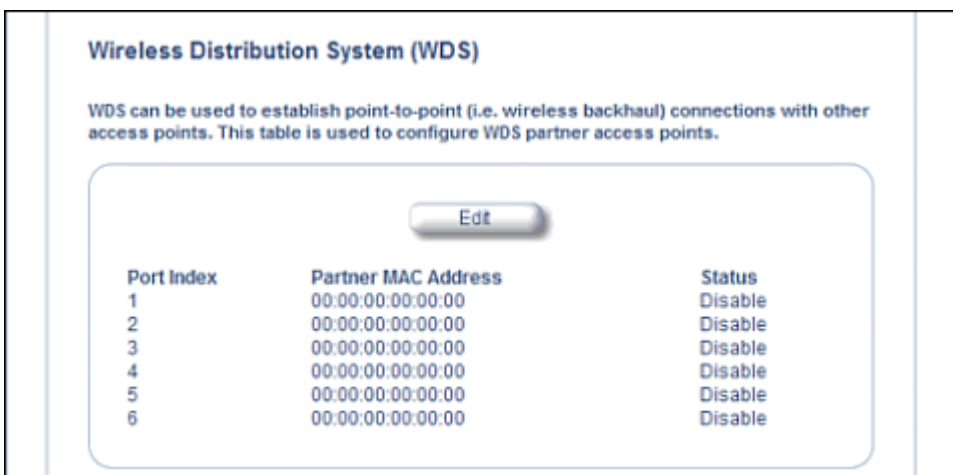 Wireless Distribution System (WDS)
WDS can be used to establish point-to-point (i.e. wireless backhaul) connections with other
access points. This table is used to configure WDS partner access points.
Edit
Port Index Partner MAC Address Status
1 00:00:00:00:00:00 Disable
2 00:00:00:00:00:00 Disable
3 00:00:00:00:00:00 Disable
4 00:00:00:00:00:00 Disable
5 00:00:00:00:00:00 Disable
6 00:00:00:00:00:00 Disable